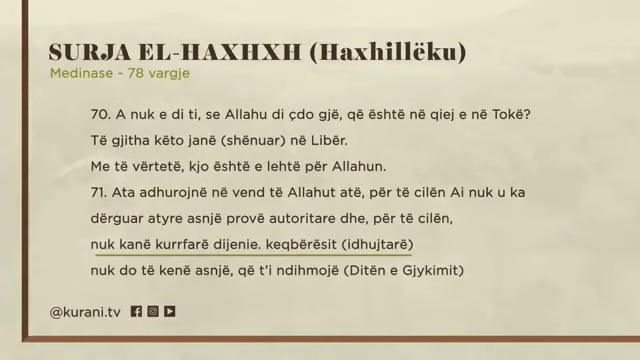 SURJA EL-HAXHXH (Haxhillëku)
Medinase - 78 vargje
70. A nuk e di ti, se Allahu di çdo gjë, që është në qiej e në Tokë?
Të gjitha këto janë (shënuar) në Libër.
Me të vërtetë, kjo është e lehtë për Allahun.
71. Ata adhurojnë në vend të Allahut atë, për të cilën Ai nuk u ka
dërguar atyre asnjë provë autoritare dhe, për të cilën,
nuk kanë kurrfarë dijenie. keqbërësit (idhujtarë)
nuk do të kenë asnjë, që t'i ndihmojë (Ditën e Gjykimit)
@kurani.tv